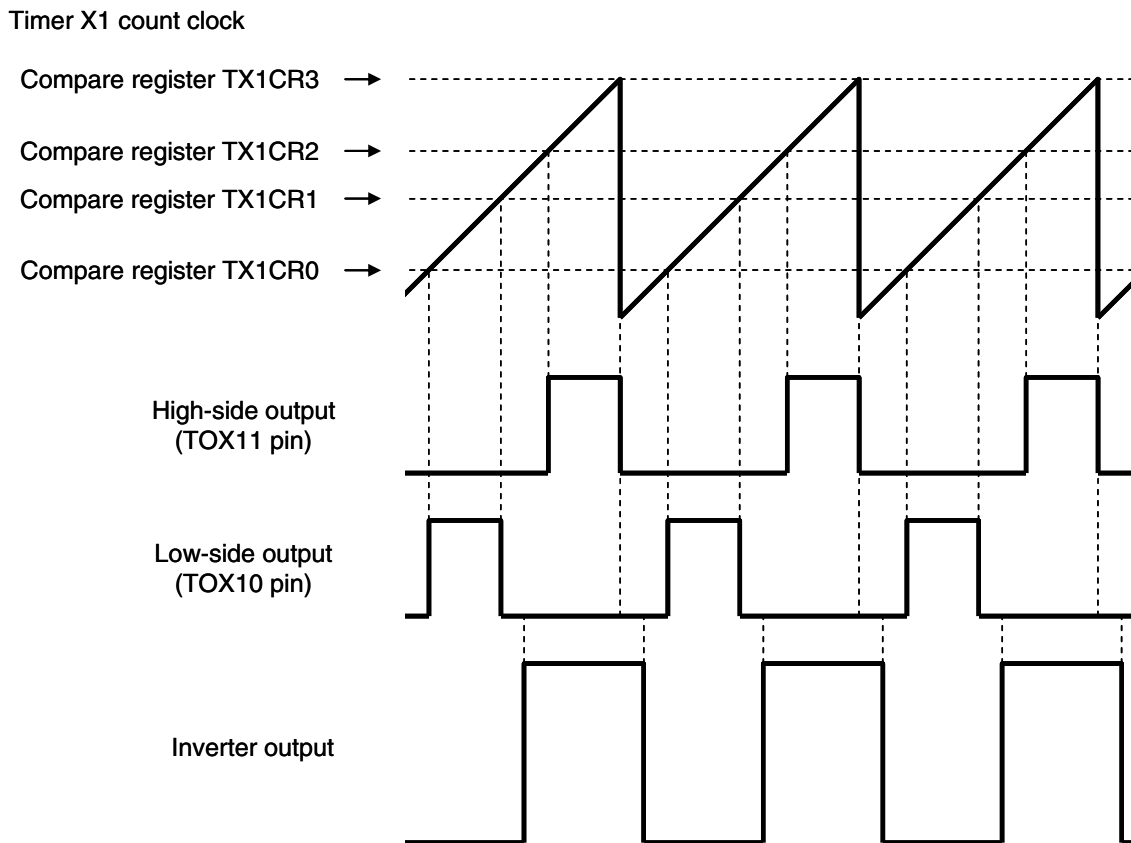 Timer X1 count clock
Compare register TX1CR3
Compare register TX1CR2
Compare register TX1CR1
Compare register TX1CR0
High-side output
(TOX11 pin)
Low-side output
(TOX10 pin)
Inverter output